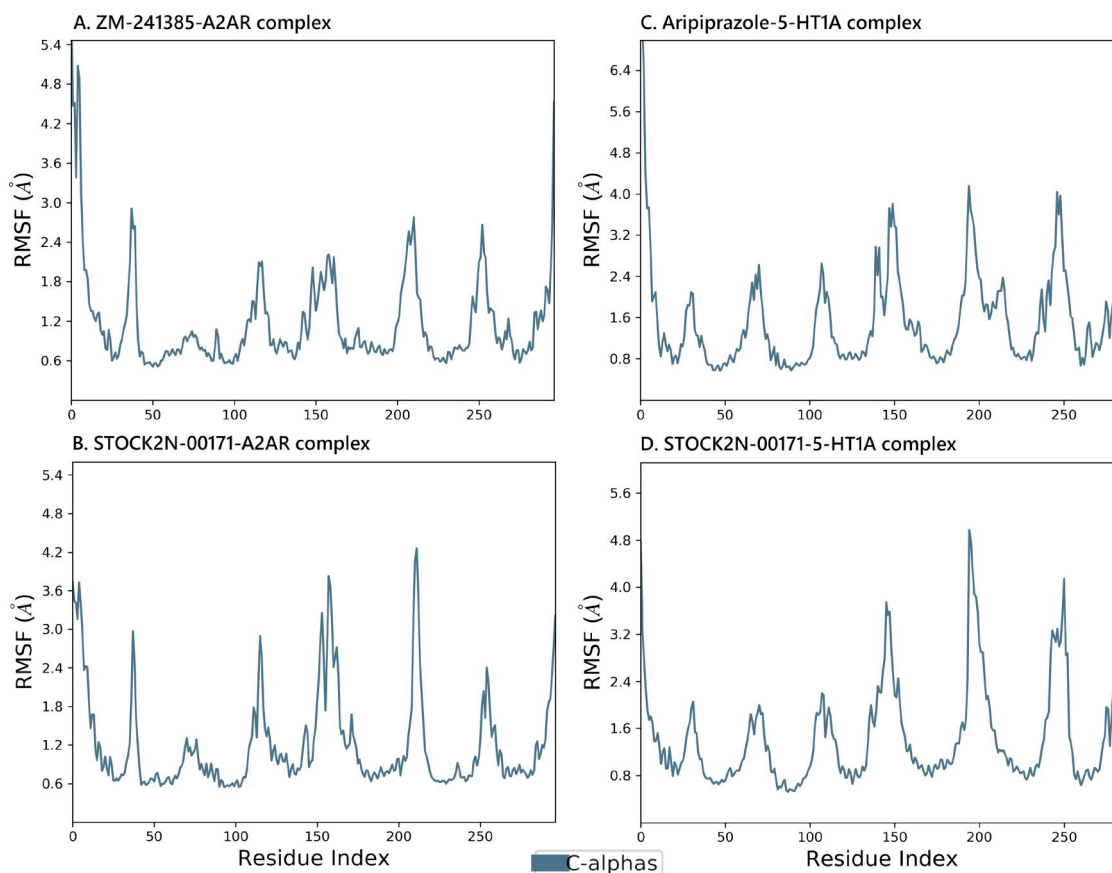 A. ZM-241385-A2AR complex
RMSF (Å)
5.4
4.8
4.2
3.6
3.0
2.4
1.8
1.2
0.6
0 50 100 150 200 250
C. Aripiprazole-5-HT1A complex
RMSF (Å)
6.4
5.6
4.8
4.0
3.2
2.4
1.6
0.8
0 50 100 150 200 250
B. STOCK2N-00171-A2AR complex
RMSF (Å)
5.4
4.8
4.2
3.6
3.0
2.4
1.8
1.2
0.6
0 50 100 150 200 250
Residue Index
D. STOCK2N-00171-5-HT1A complex
RMSF (Å)
5.6
4.8
4.0
3.2
2.4
1.6
0.8
0 50 100 150 200 250
Residue Index
C-alphas